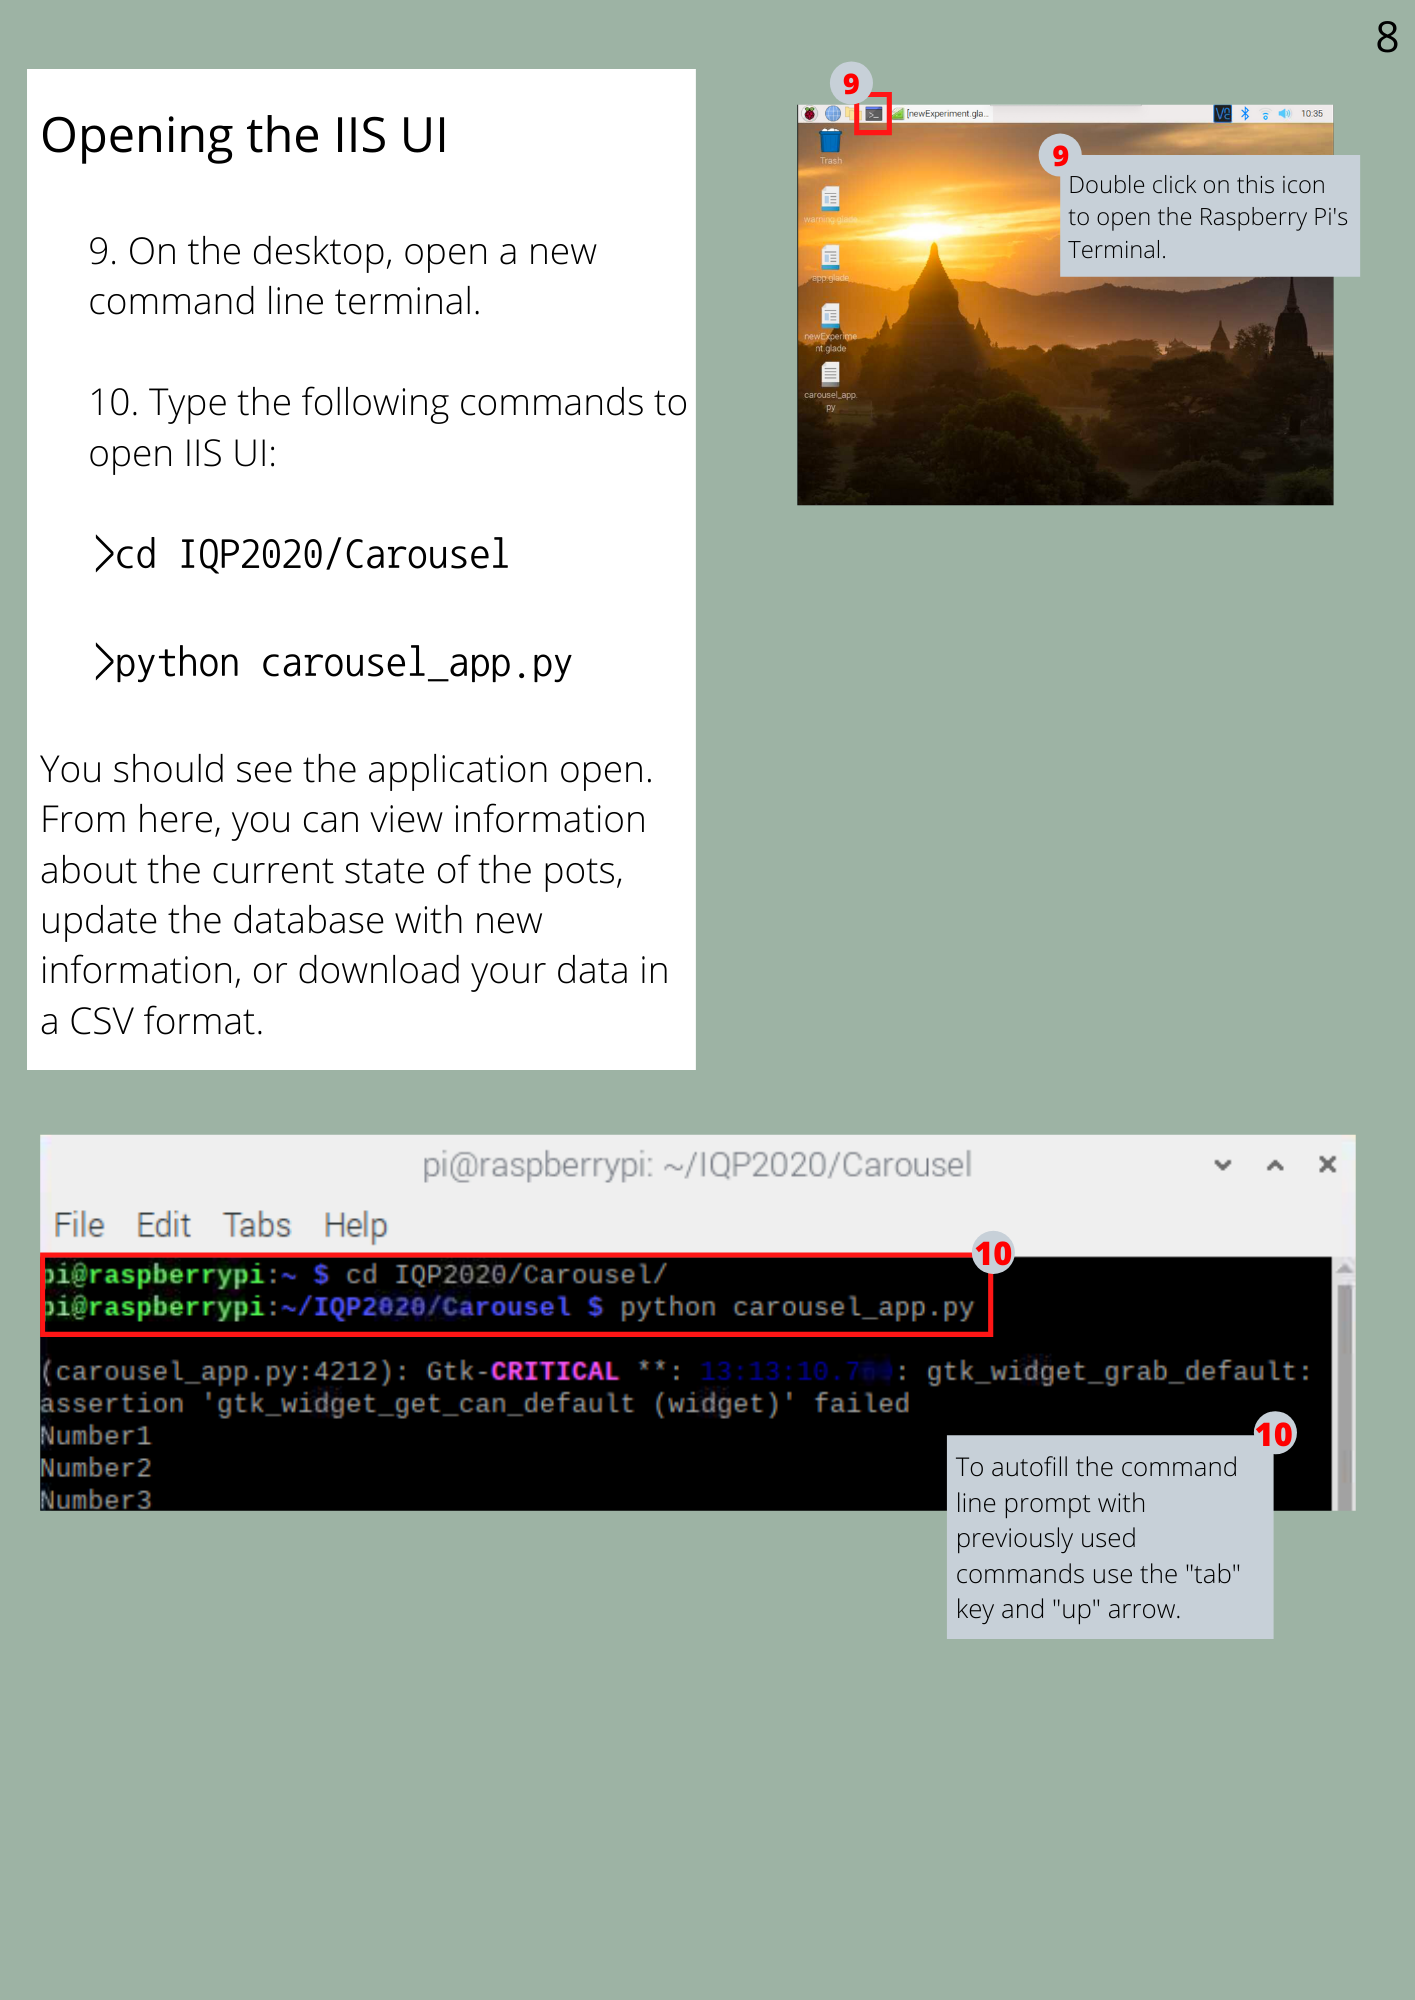 8
Opening the IIS UI
9. On the desktop, open a new
command line terminal.
10. Type the following commands to
open IIS UI:
>cd IQP2020/Carousel
>python carousel_app.py
You should see the application open.
From here, you can view information
about the current state of the pots,
update the database with new
information, or download your data in
a CSV format.
9
[newExperiment.gla...
10:35
Trash
warning.glade
app.glade
newExperime
nt.glade
carousel_app.
py
9
Double click on this icon
to open the Raspberry Pi's
Terminal.
pi@raspberrypi: ~/IQP2020/Carousel
File Edit Tabs Help
10
pi@raspberrypi:~ $ cd IQP2020/Carousel/
pi@raspberrypi:~/IQP2020/Carousel $ python carousel_app.py
(carousel_app.py:4212): Gtk-CRITICAL **: : gtk_widget_grab_default:
assertion 'gtk_widget_get_can_default (widget)' failed
Number1
Number2
Number3
10
To autofill the command
line prompt with
previously used
commands use the "tab"
key and "up" arrow.